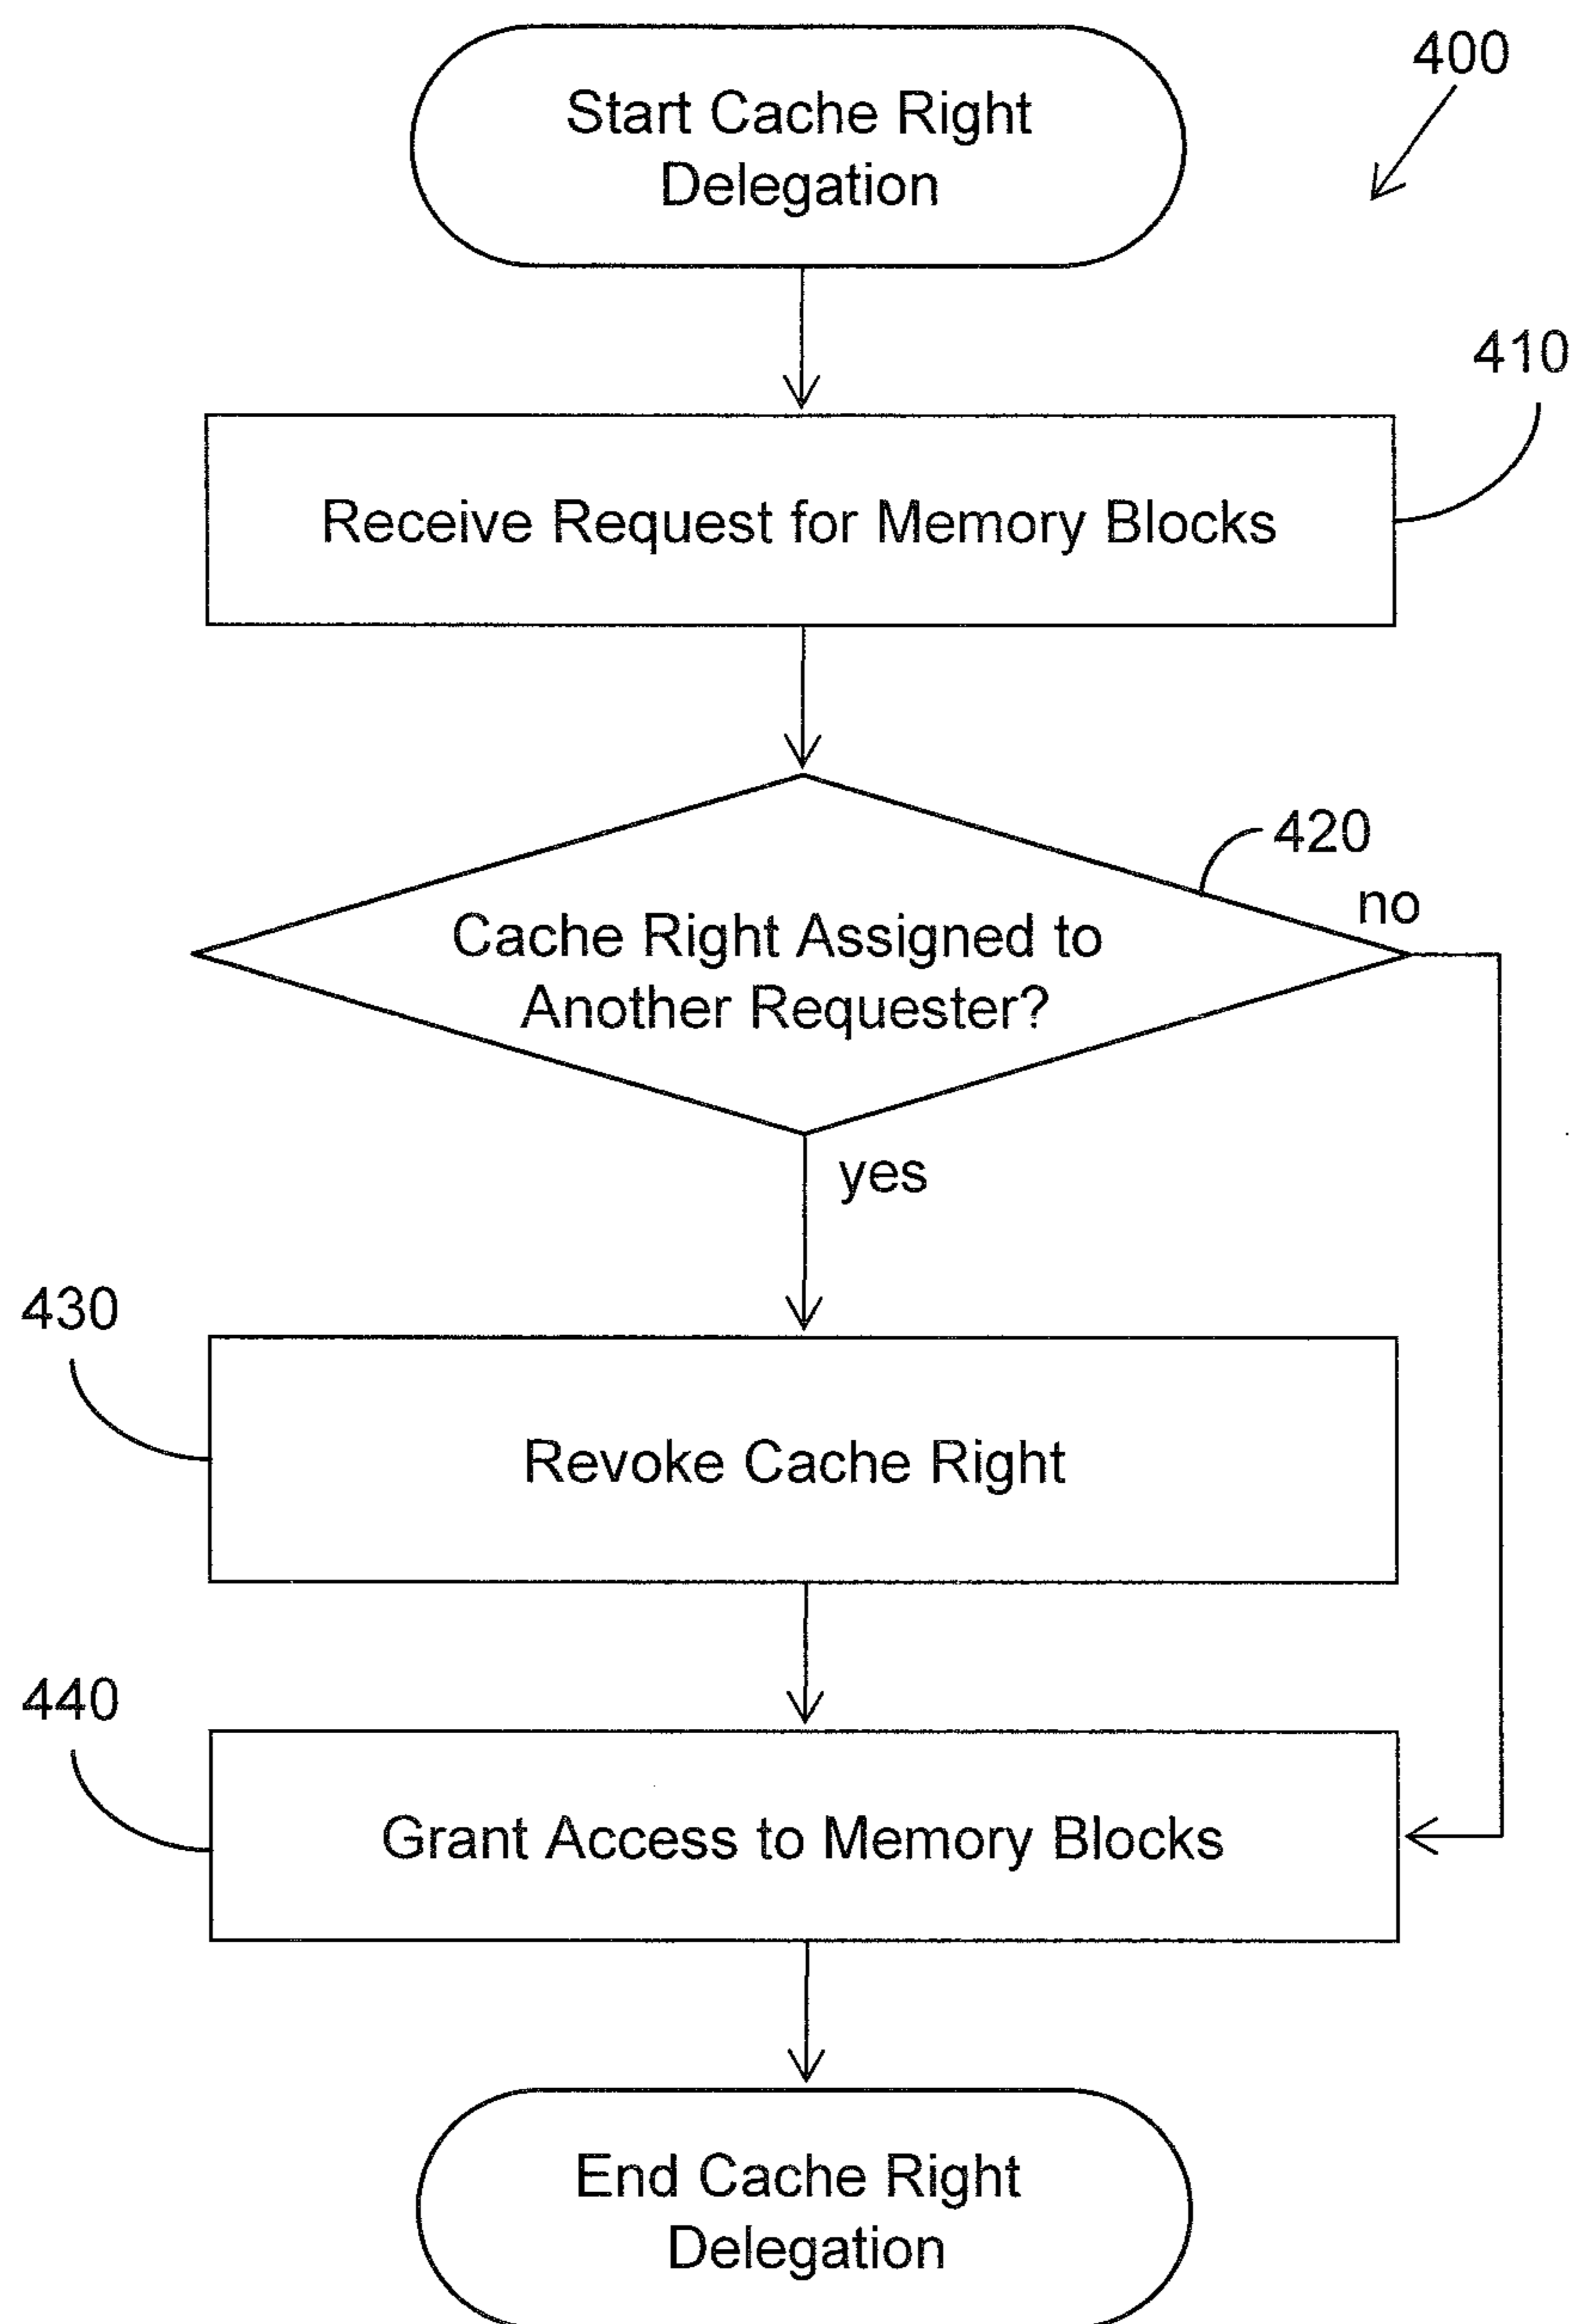 400
Start Cache Right
Delegation
410
Receive Request for Memory Blocks
420
no
Cache Right Assigned to
Another Requester?
yes
430
Revoke Cache Right
440
Grant Access to Memory Blocks
End Cache Right
Delegation